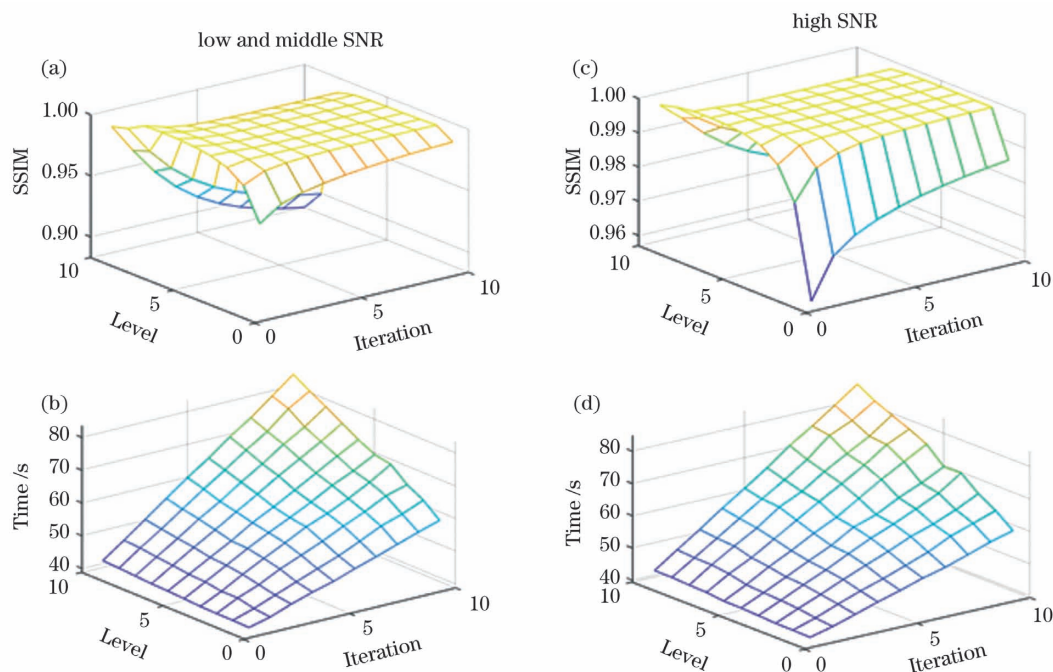 low and middle SNR
(a)
1.00
0.95
0.90
SSIM
10
5
0
Level
0
5
10
Iteration
high SNR
(c)
1.00
0.99
0.98
0.97
0.96
SSIM
10
5
0
Level
0
5
10
Iteration
(b)
80
70
60
50
40
Time /s
10
5
0
Level
0
5
10
Iteration
(d)
80
70
60
50
40
Time /s
10
5
0
Level
0
5
10
Iteration